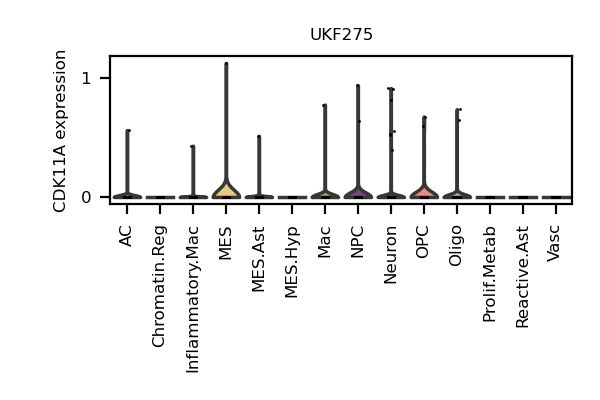 UKF275
CDK11A expression
1
0
AC
Chromatin.Reg
Inflammatory.Mac
MES
MES.Ast
MES.Hyp
Mac
NPC
Neuron
OPC
Oligo
Prolif.Metab
Reactive.Ast
Vasc